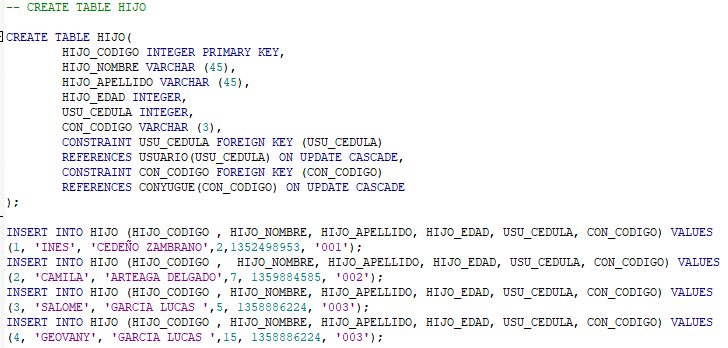 -- CREATE TABLE HIJO
CREATE TABLE HIJO(
HIJO_CODIGO INTEGER PRIMARY KEY,
HIJO_NOMBRE VARCHAR (45),
HIJO_APELLIDO VARCHAR (45),
HIJO_EDAD INTEGER,
USU_CEDULA INTEGER,
CON_CODIGO VARCHAR (3),
CONSTRAINT USU_CEDULA FOREIGN KEY (USU_CEDULA)
REFERENCES USUARIO(USU_CEDULA) ON UPDATE CASCADE,
CONSTRAINT CON_CODIGO FOREIGN KEY (CON_CODIGO)
REFERENCES CONYUGUE(CON_CODIGO) ON UPDATE CASCADE
);
INSERT INTO HIJO (HIJO_CODIGO , HIJO_NOMBRE, HIJO_APELLIDO, HIJO_EDAD, USU_CEDULA, CON_CODIGO) VALUES
(1, 'INES', 'CEDEÑO ZAMBRANO',2,1352498953, '001');
INSERT INTO HIJO (HIJO_CODIGO ,  HIJO_NOMBRE, HIJO_APELLIDO, HIJO_EDAD, USU_CEDULA, CON_CODIGO) VALUES
(2, 'CAMILA', 'ARTEAGA DELGADO',7, 1359884585, '002');
INSERT INTO HIJO (HIJO_CODIGO , HIJO_NOMBRE, HIJO_APELLIDO, HIJO_EDAD, USU_CEDULA, CON_CODIGO) VALUES
(3, 'SALOME', 'GARCIA LUCAS ',5, 1358886224, '003');
INSERT INTO HIJO (HIJO_CODIGO , HIJO_NOMBRE, HIJO_APELLIDO, HIJO_EDAD, USU_CEDULA, CON_CODIGO) VALUES
(4, 'GEOVANY', 'GARCIA LUCAS ',15, 1358886224, '003');